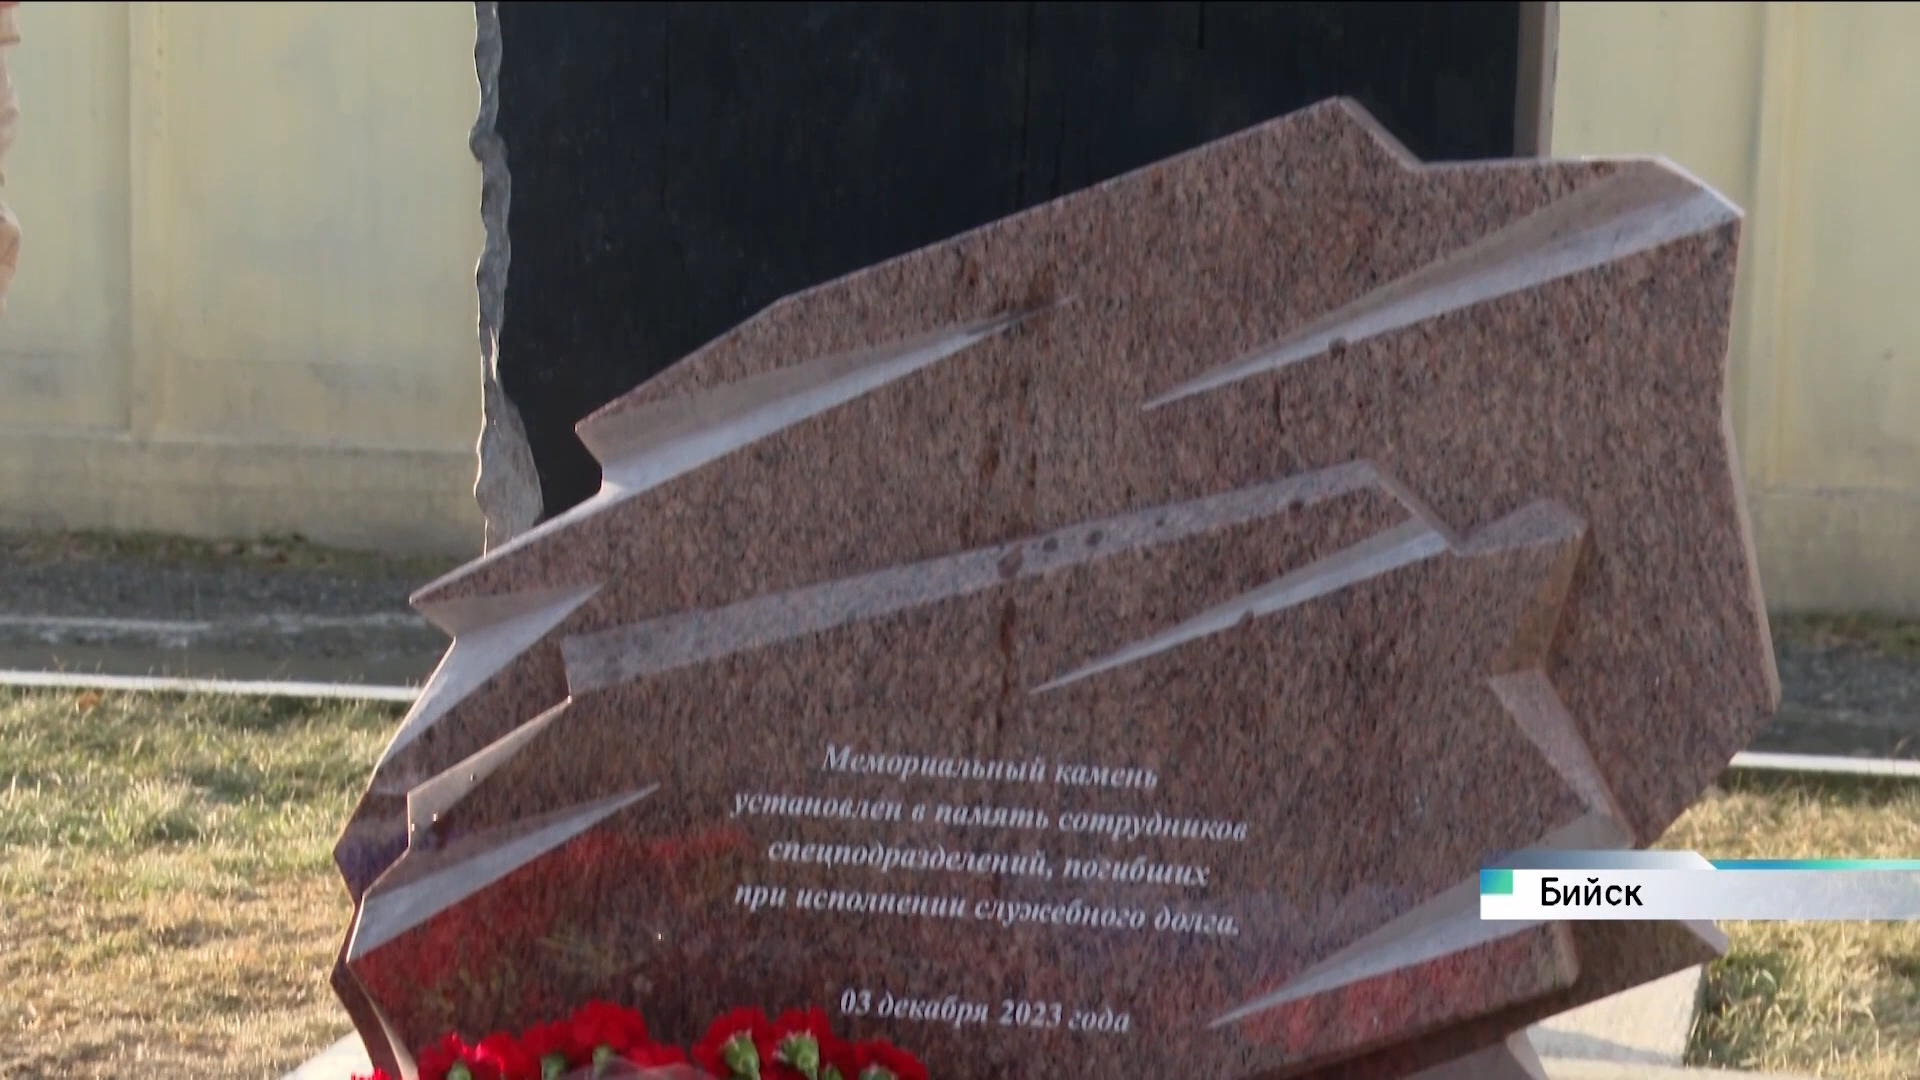 Мемориальный камень
установлен в память сотрудников
спецподразделений, погибших
при исполнении служебного долга.
03 декабря 2023 года
Бийск